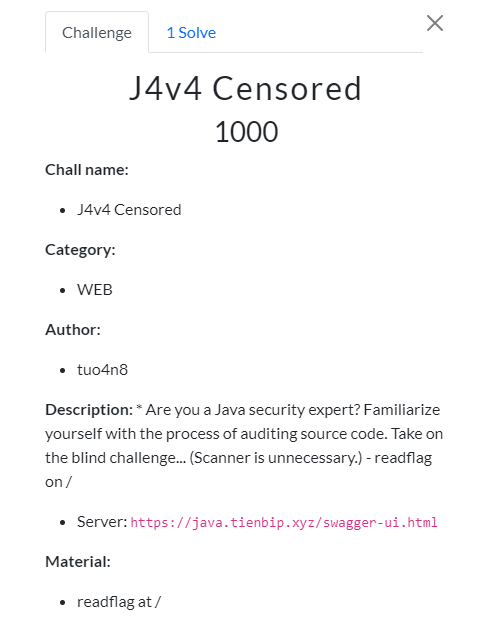 Challenge
1 Solve
J4v4 Censored
1000
Chall name:
• J4v4 Censored
Category:
• WEB
Author:
• tuo4n8
Description: * Are you a Java security expert? Familiarize
yourself with the process of auditing source code. Take on
the blind challenge... (Scanner is unnecessary.) - readflag
on /
• Server: https://java.tienbip.xyz/swagger-ui.html
Material:
• readflag at /